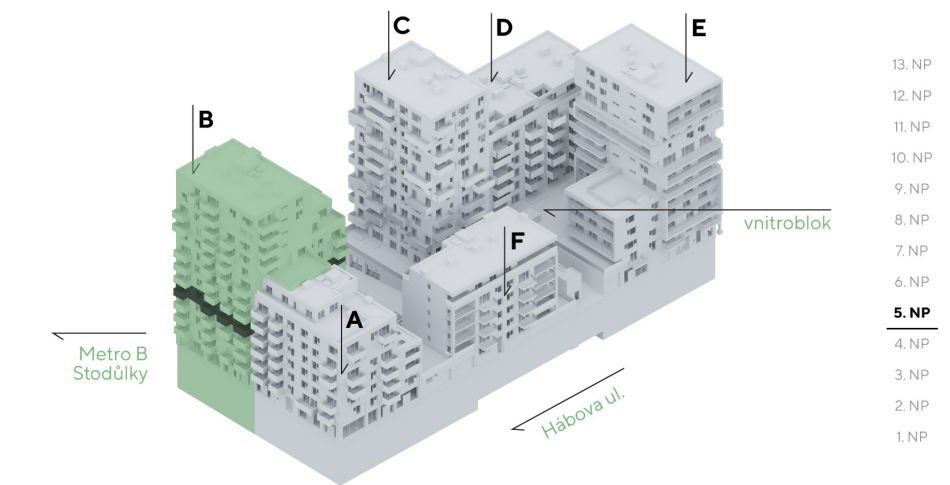 C
D
E
B
A
F
vnitroblok
Metro B
Stodůlky
Hábova ul.
13. NP
12. NP
11. NP
10. NP
9. NP
8. NP
7. NP
6. NP
5. NP
4. NP
3. NP
2. NP
1. NP